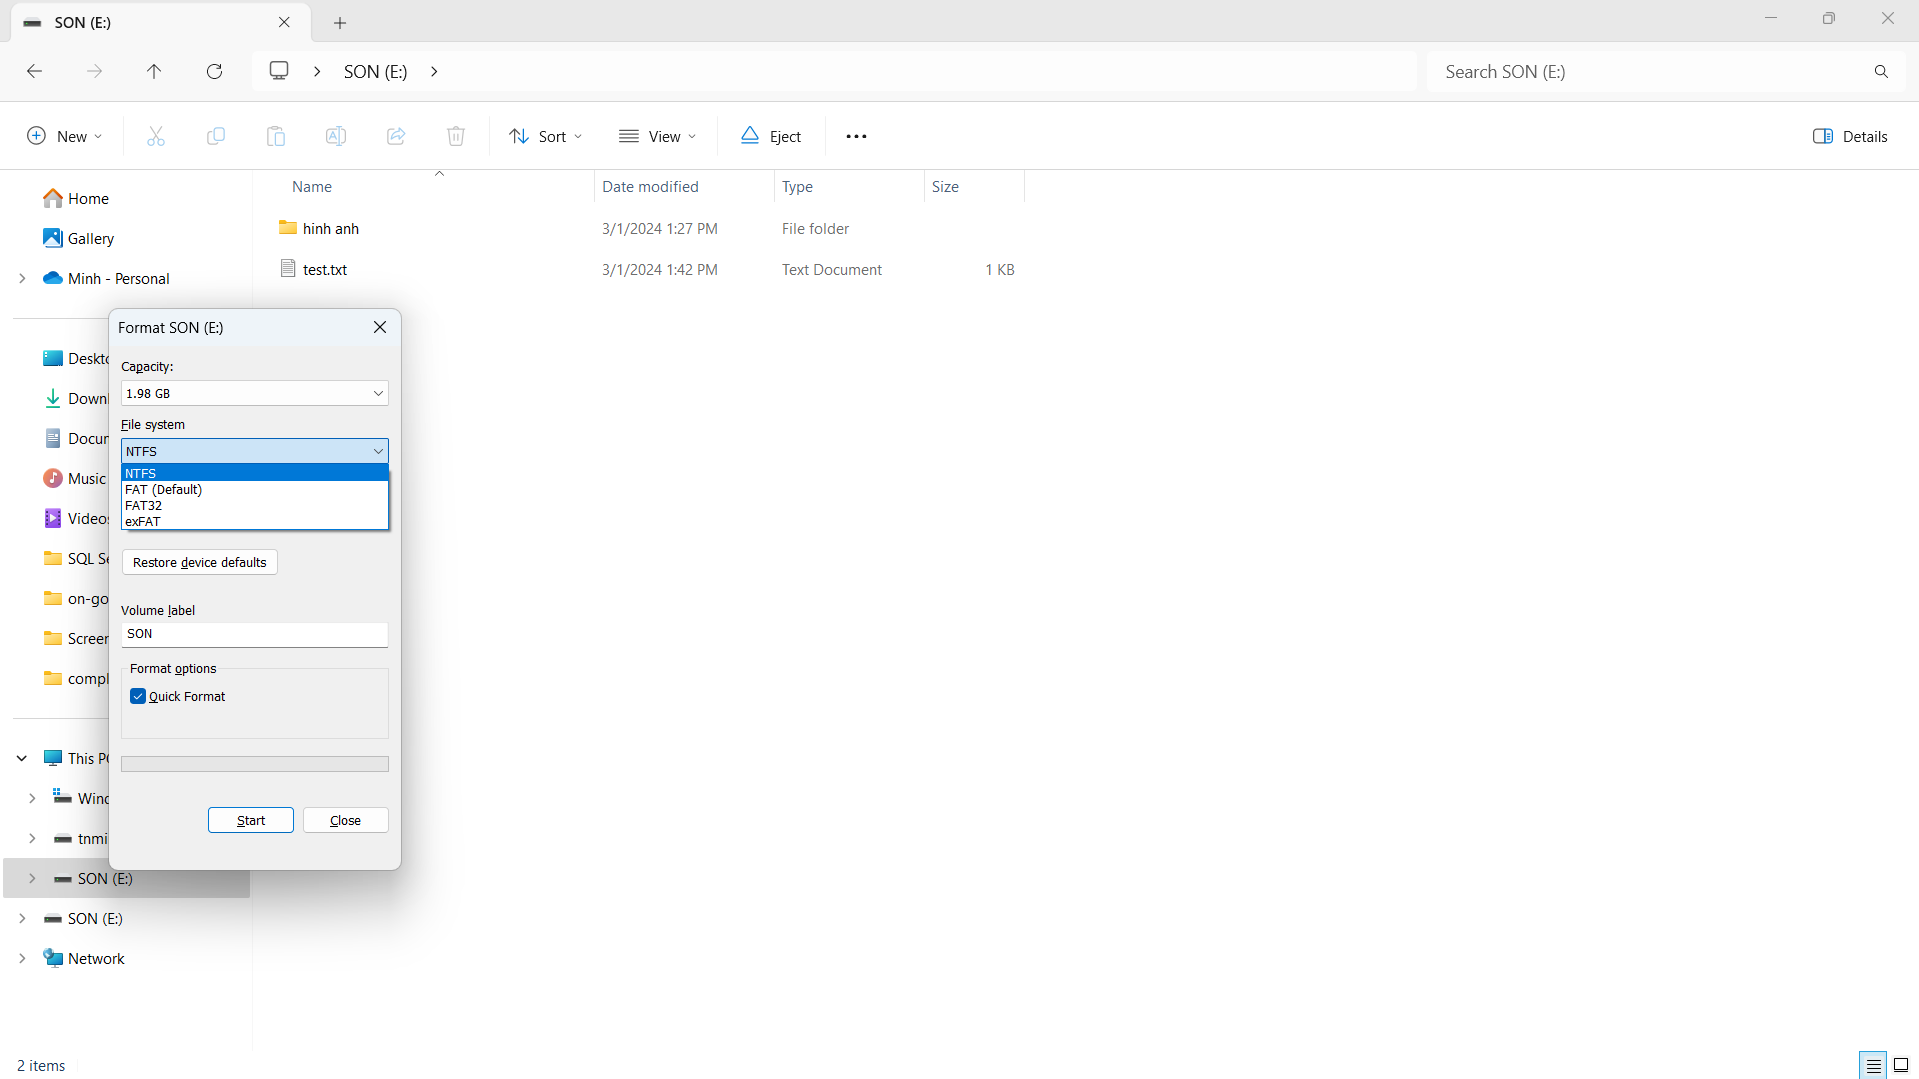 SON (E:)
SON (E:)
Search SON (E:)
New
Sort
View
Eject
Details
Home
Gallery
Minh - Personal
Name
Date modified
Type
Size
hinh anh
3/1/2024 1:27 PM
File folder
test.txt
3/1/2024 1:42 PM
Text Document
1 KB
Format SON (E:)
Capacity:
1.98 GB
File system
NTFS
NTFS
FAT (Default)
FAT32
exFAT
Restore device defaults
Volume label
SON
Format options
Quick Format
Start
Close
Deskto
Downl
Docum
Music
Videos
SQL Se
on-go
Screen
compl
This PC
Wind
tnmi
SON (E:)
SON (E:)
Network
2 items